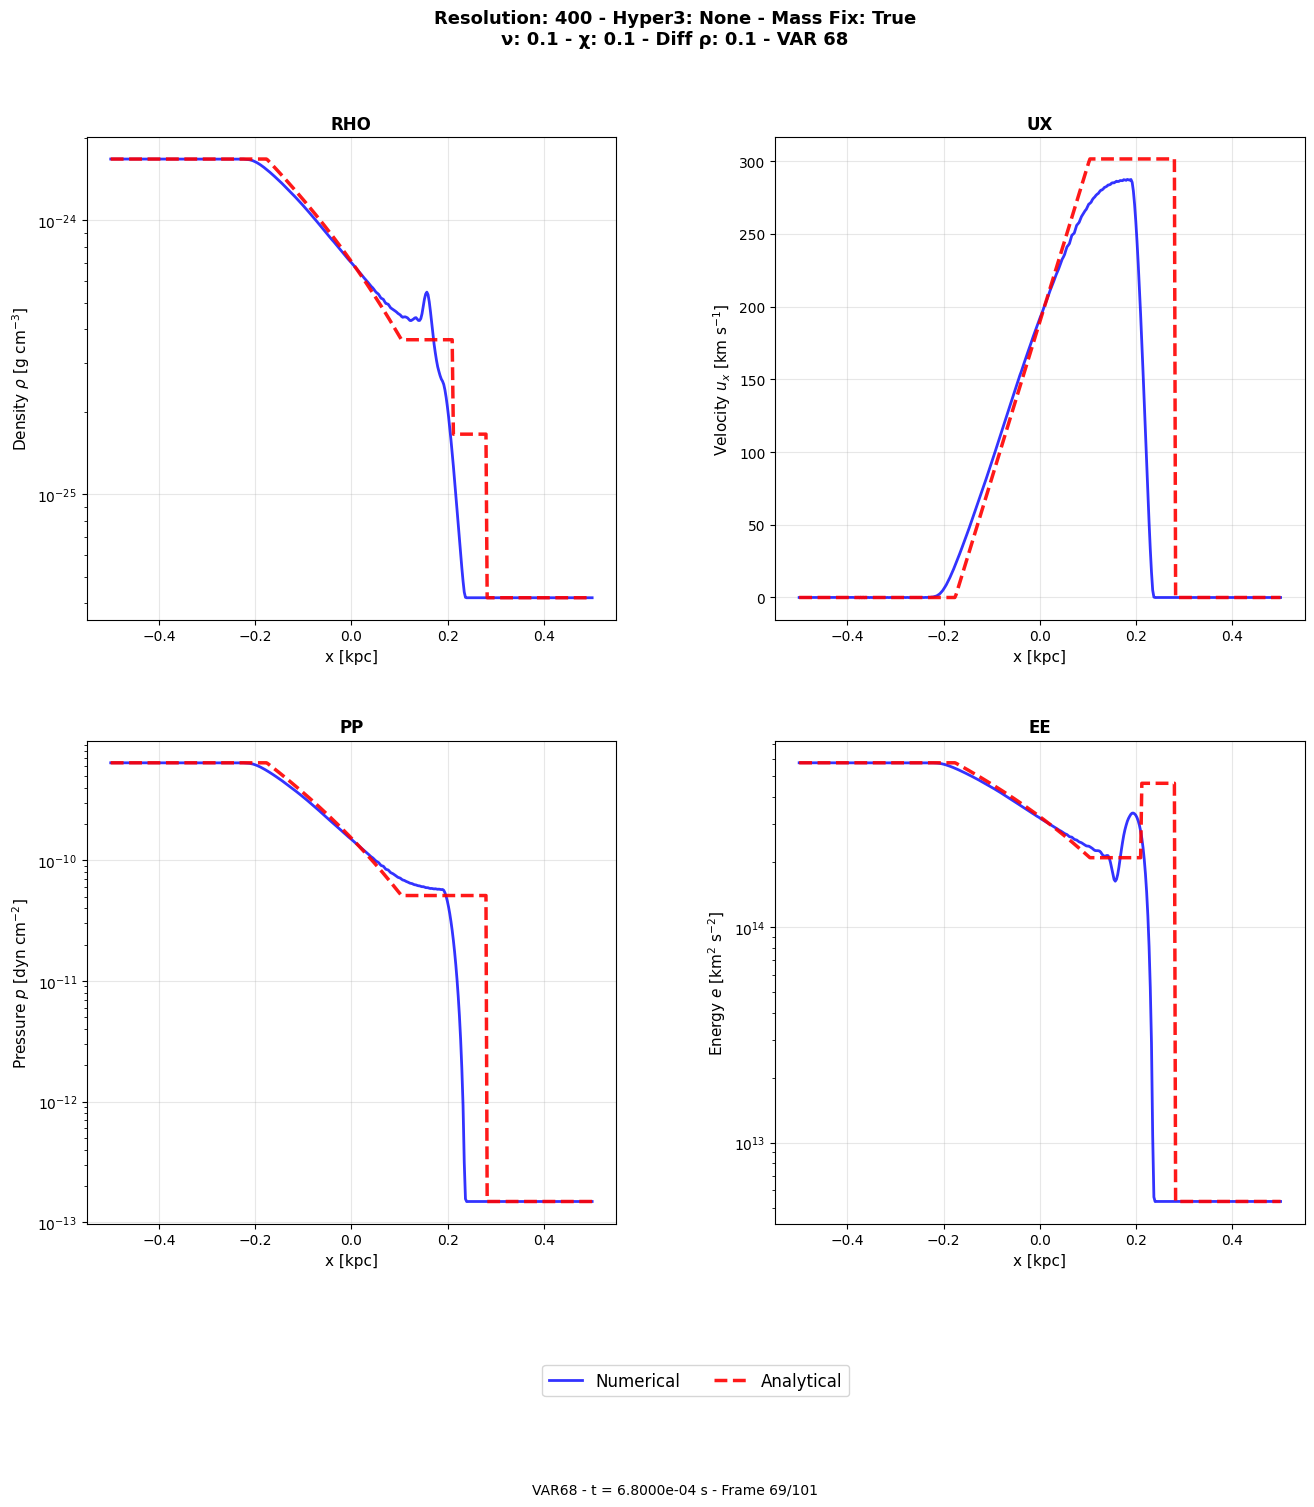 Resolution: 400 - Hyper3: None - Mass Fix: True
ν: 0.1 - χ: 0.1 - Diff ρ: 0.1 - VAR 68
RHO
Density ρ [g cm⁻³]
10⁻²⁴
10⁻²⁵
−0.4 −0.2 0.0 0.2 0.4
x [kpc]
UX
Velocity uₓ [km s⁻¹]
300
250
200
150
100
50
0
−0.4 −0.2 0.0 0.2 0.4
x [kpc]
PP
Pressure p [dyn cm⁻²]
10⁻¹⁰
10⁻¹¹
10⁻¹²
10⁻¹³
−0.4 −0.2 0.0 0.2 0.4
x [kpc]
EE
Energy e [km² s⁻²]
10¹⁴
10¹³
−0.4 −0.2 0.0 0.2 0.4
x [kpc]
Numerical Analytical
VAR68 - t = 6.8000e-04 s - Frame 69/101